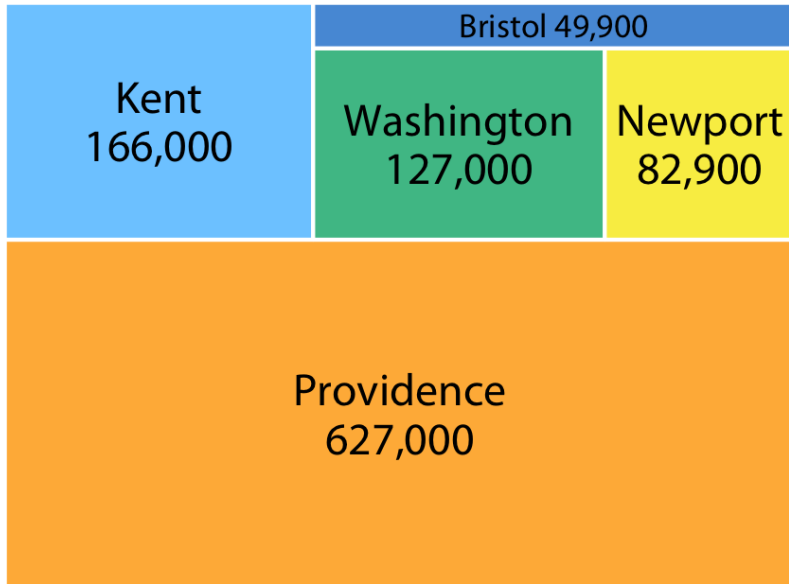 Kent
166,000
Bristol 49,900
Washington
127,000
Newport
82,900
Providence
627,000